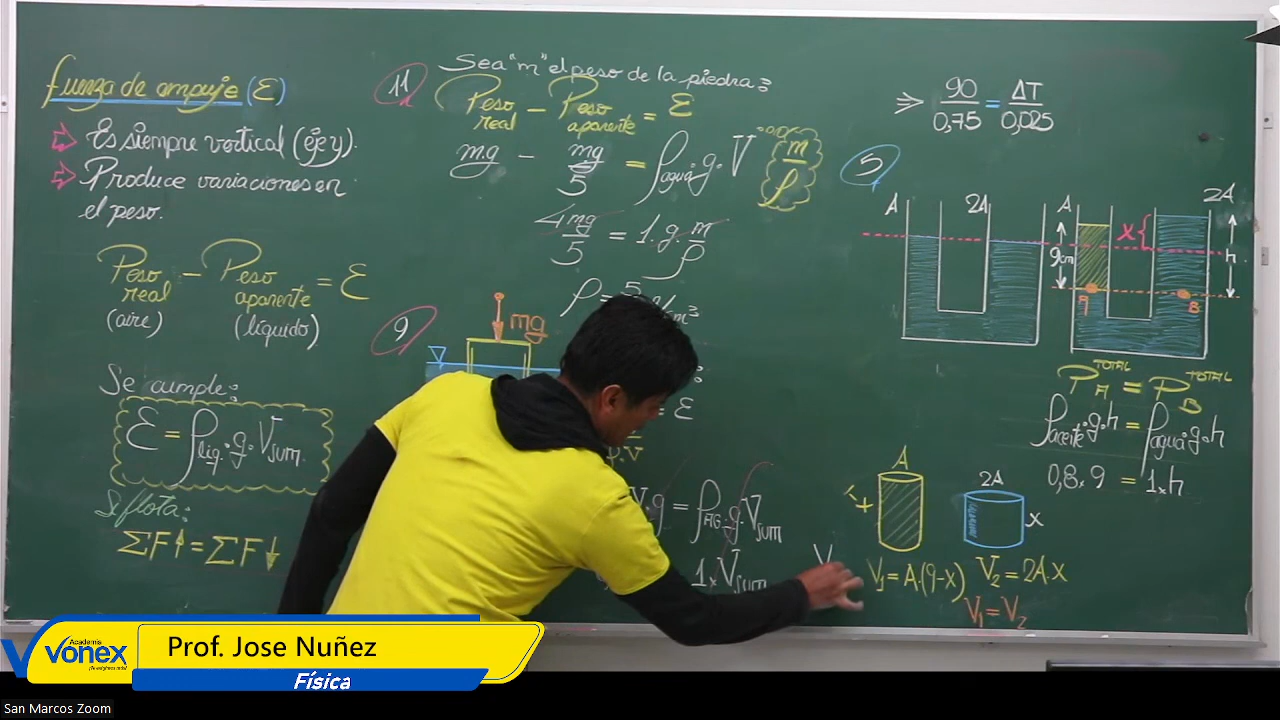 fuerza de empuje (E)
⇨ Es siempre vertical (eje y).
⇨ Produce variaciones en
el peso.
Peso real (aire) − Peso aparente (líquido) = E
Se cumple:
E = ρliq. g. Vsum.
Si flota:
ΣF↑ = ΣF↓
11 Sea "m" el peso de la piedra:
Peso real − Peso aparente = E
m.g − mg/5 = ρagua. g. V
m/ρ
4mg/5 = 1. g. m/ρ
ρ = 5
9
mg
= E
V.g = ρ g. Vsum
1x Vsum
⇒ 90/0,75 = ΔT/0,025
5
A 2A A 2A
x
9cm h
A B
P A TOTAL = P B TOTAL
ρaceite. g. h = ρagua. g. h
0,8 x 9 = 1 x h
A 2A
x
V1 = A.(9-x) V2 = 2A.x
V1 = V2
Academia
vonex
Prof. Jose Nuñez
Física
San Marcos Zoom